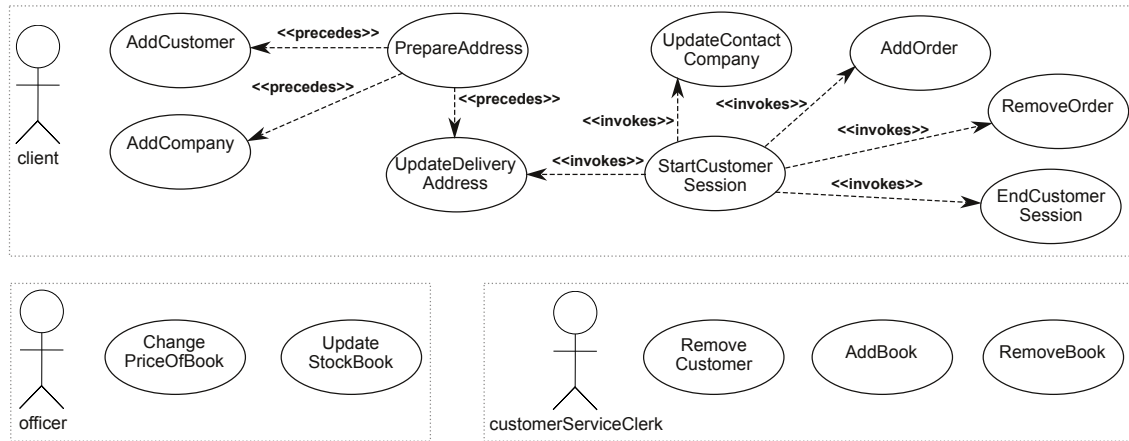 AddCustomer
<<precedes>>
PrepareAddress
<<precedes>>
AddCompany
<<precedes>>
UpdateDelivery
Address
client
UpdateContact
Company
AddOrder
<<invokes>>
<<invokes>>
RemoveOrder
<<invokes>>
<<invokes>>
StartCustomer
Session
<<invokes>>
EndCustomer
Session
Change
PriceOfBook
Update
StockBook
officer
Remove
Customer
AddBook
RemoveBook
customerServiceClerk